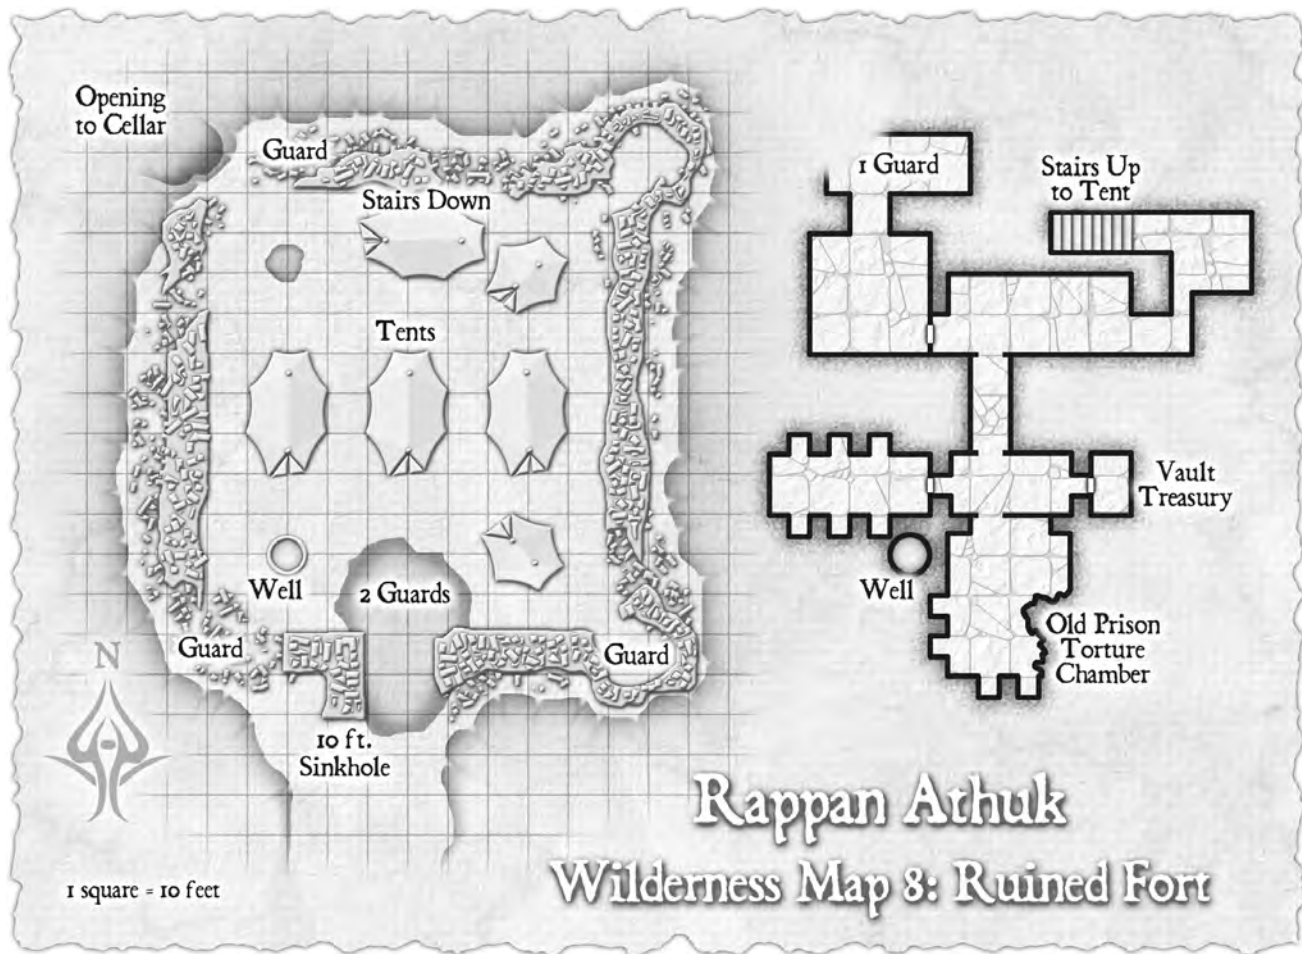 Opening
to Cellar
Guard
Stairs Down
Tents
Well
2 Guards
Guard
Guard
N
10 ft.
Sinkhole
1 square = 10 feet
1 Guard
Stairs Up
to Tent
Vault
Treasury
Well
Old Prison
Torture
Chamber
Rappan Athuk
Wilderness Map 8: Ruined Fort